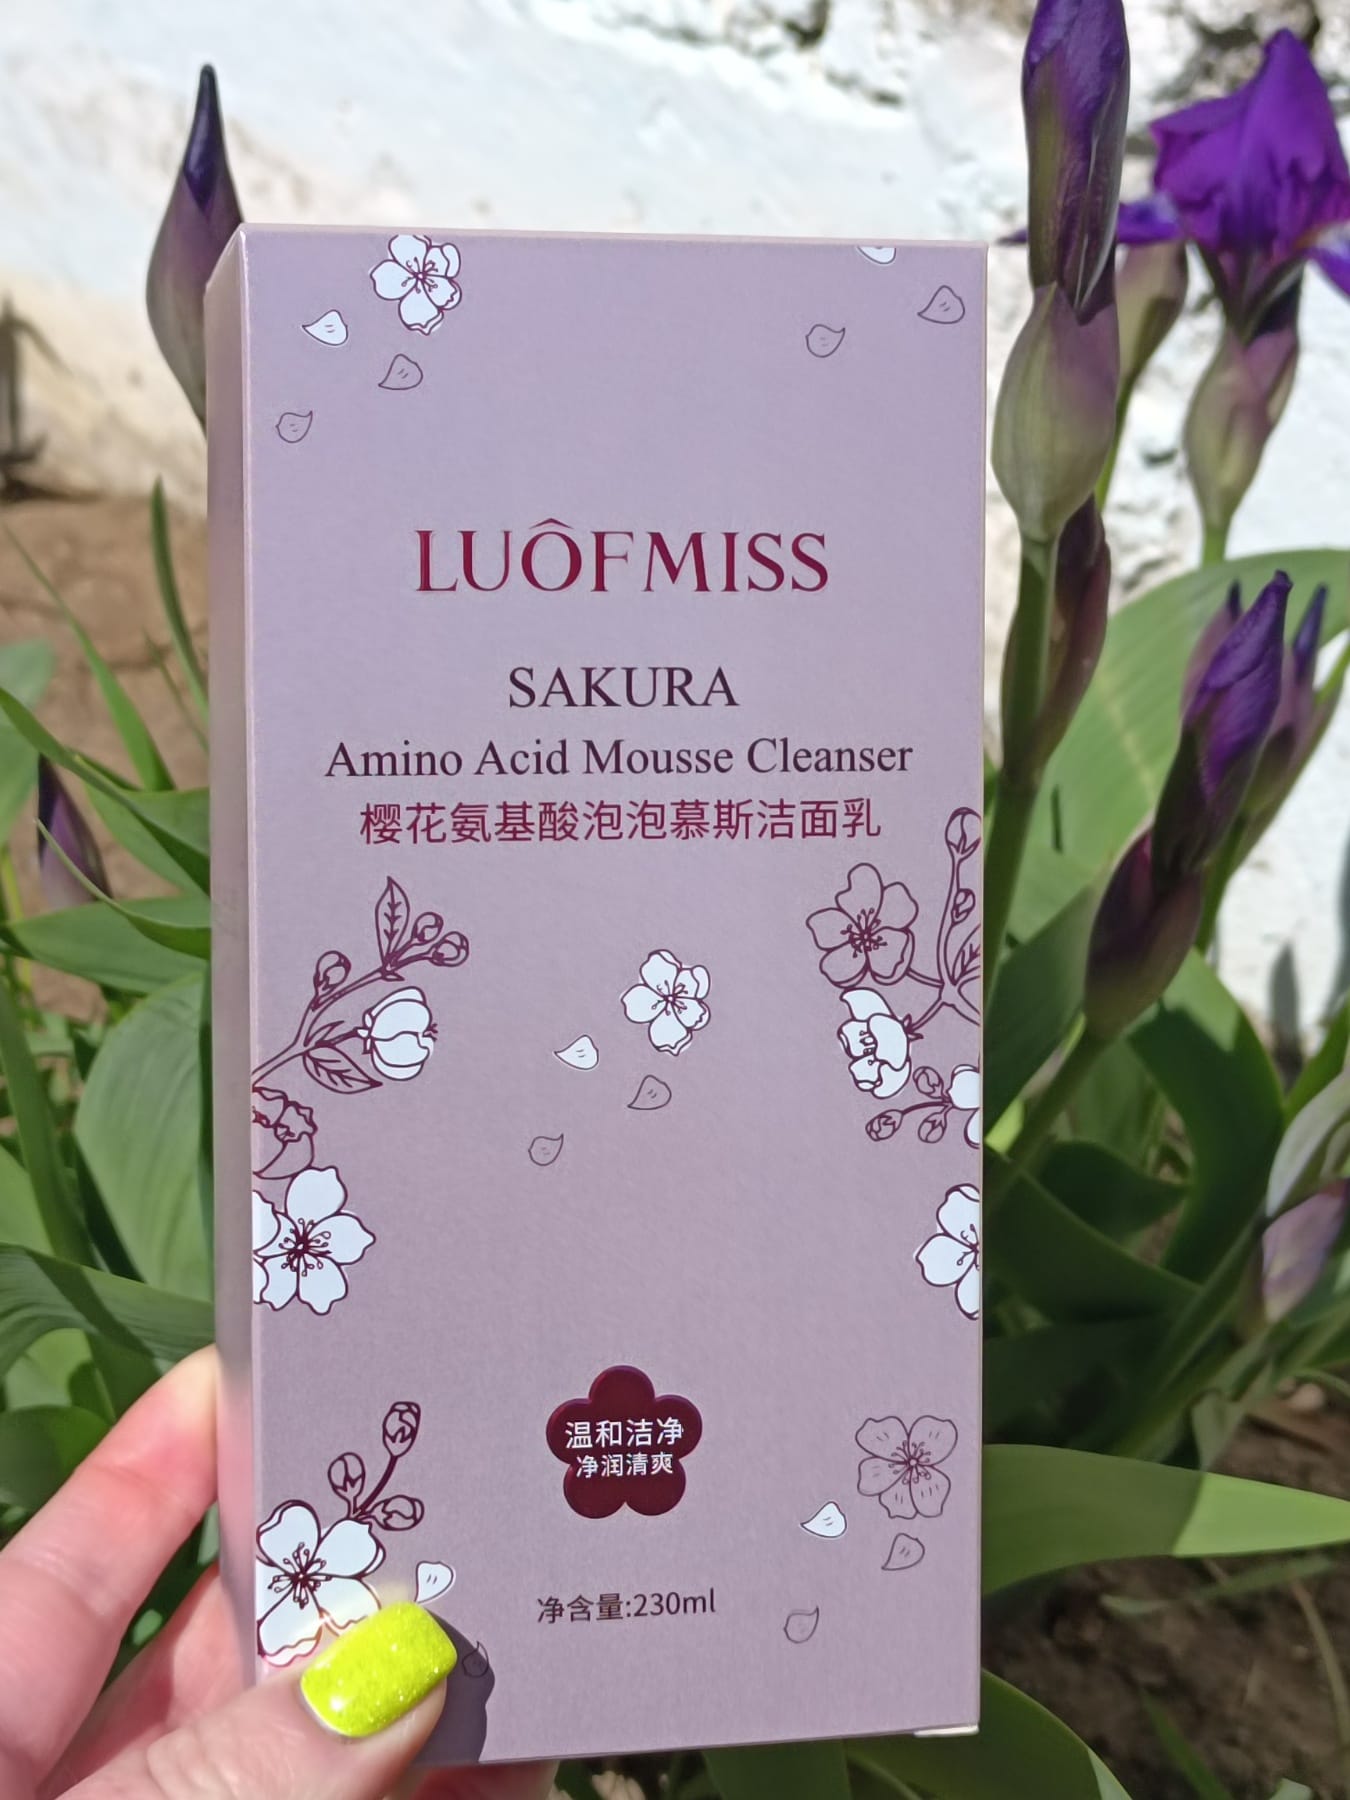 LUÔFMISS
SAKURA
Amino Acid Mousse Cleanser
樱花氨基酸泡泡慕斯洁面乳
温和洁净
净润清爽
净含量:230ml